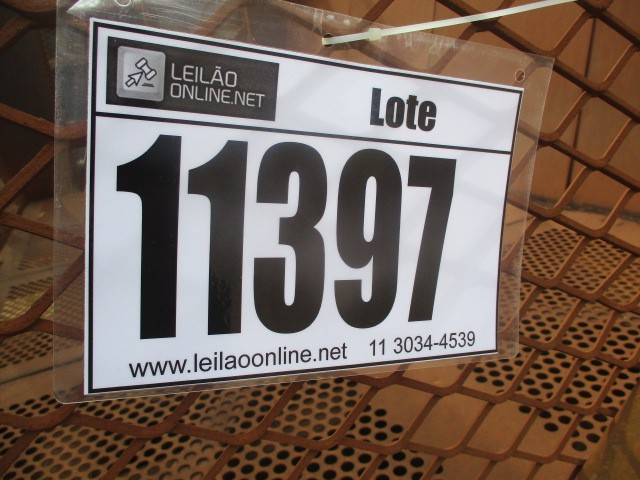 LEILÃO
ONLINE.NET
Lote
11397
www.leilaoonline.net 11 3034-4539